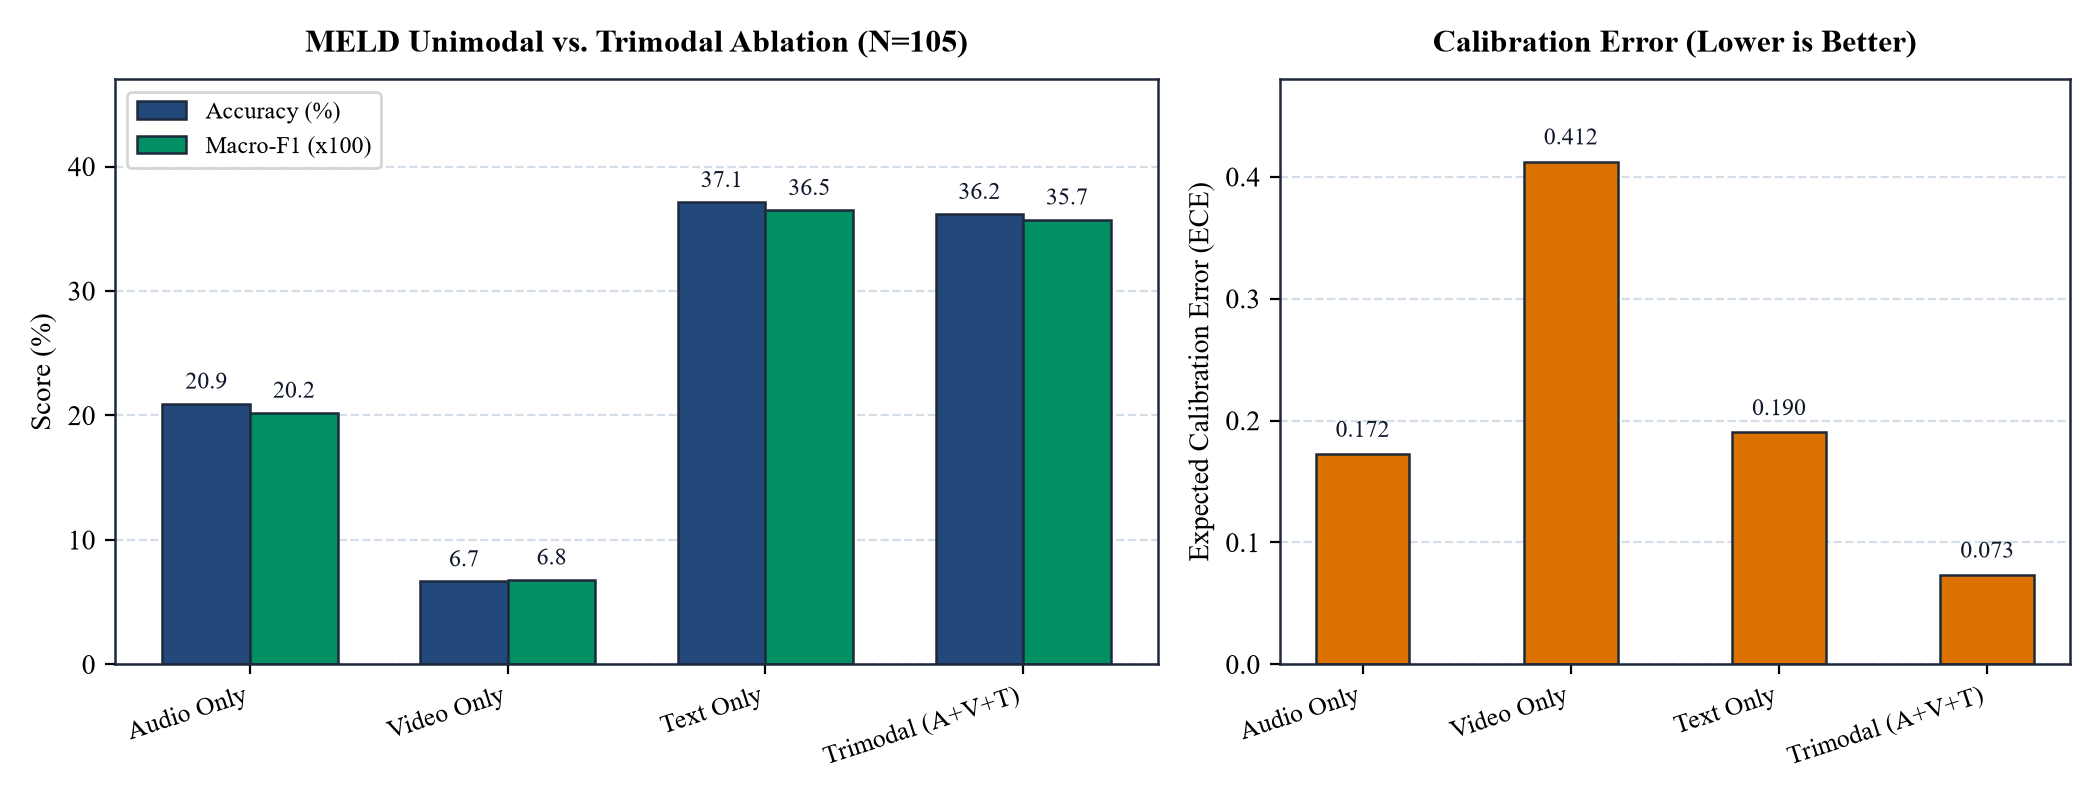 MELD Unimodal vs. Trimodal Ablation (N=105)
Accuracy (%)
Macro-F1 (x100)
Score (%)
40
30
20
10
0
20.9
20.2
6.7
6.8
37.1
36.5
36.2
35.7
Audio Only
Video Only
Text Only
Trimodal (A+V+T)
Calibration Error (Lower is Better)
Expected Calibration Error (ECE)
0.4
0.3
0.2
0.1
0.0
0.172
0.412
0.190
0.073
Audio Only
Video Only
Text Only
Trimodal (A+V+T)